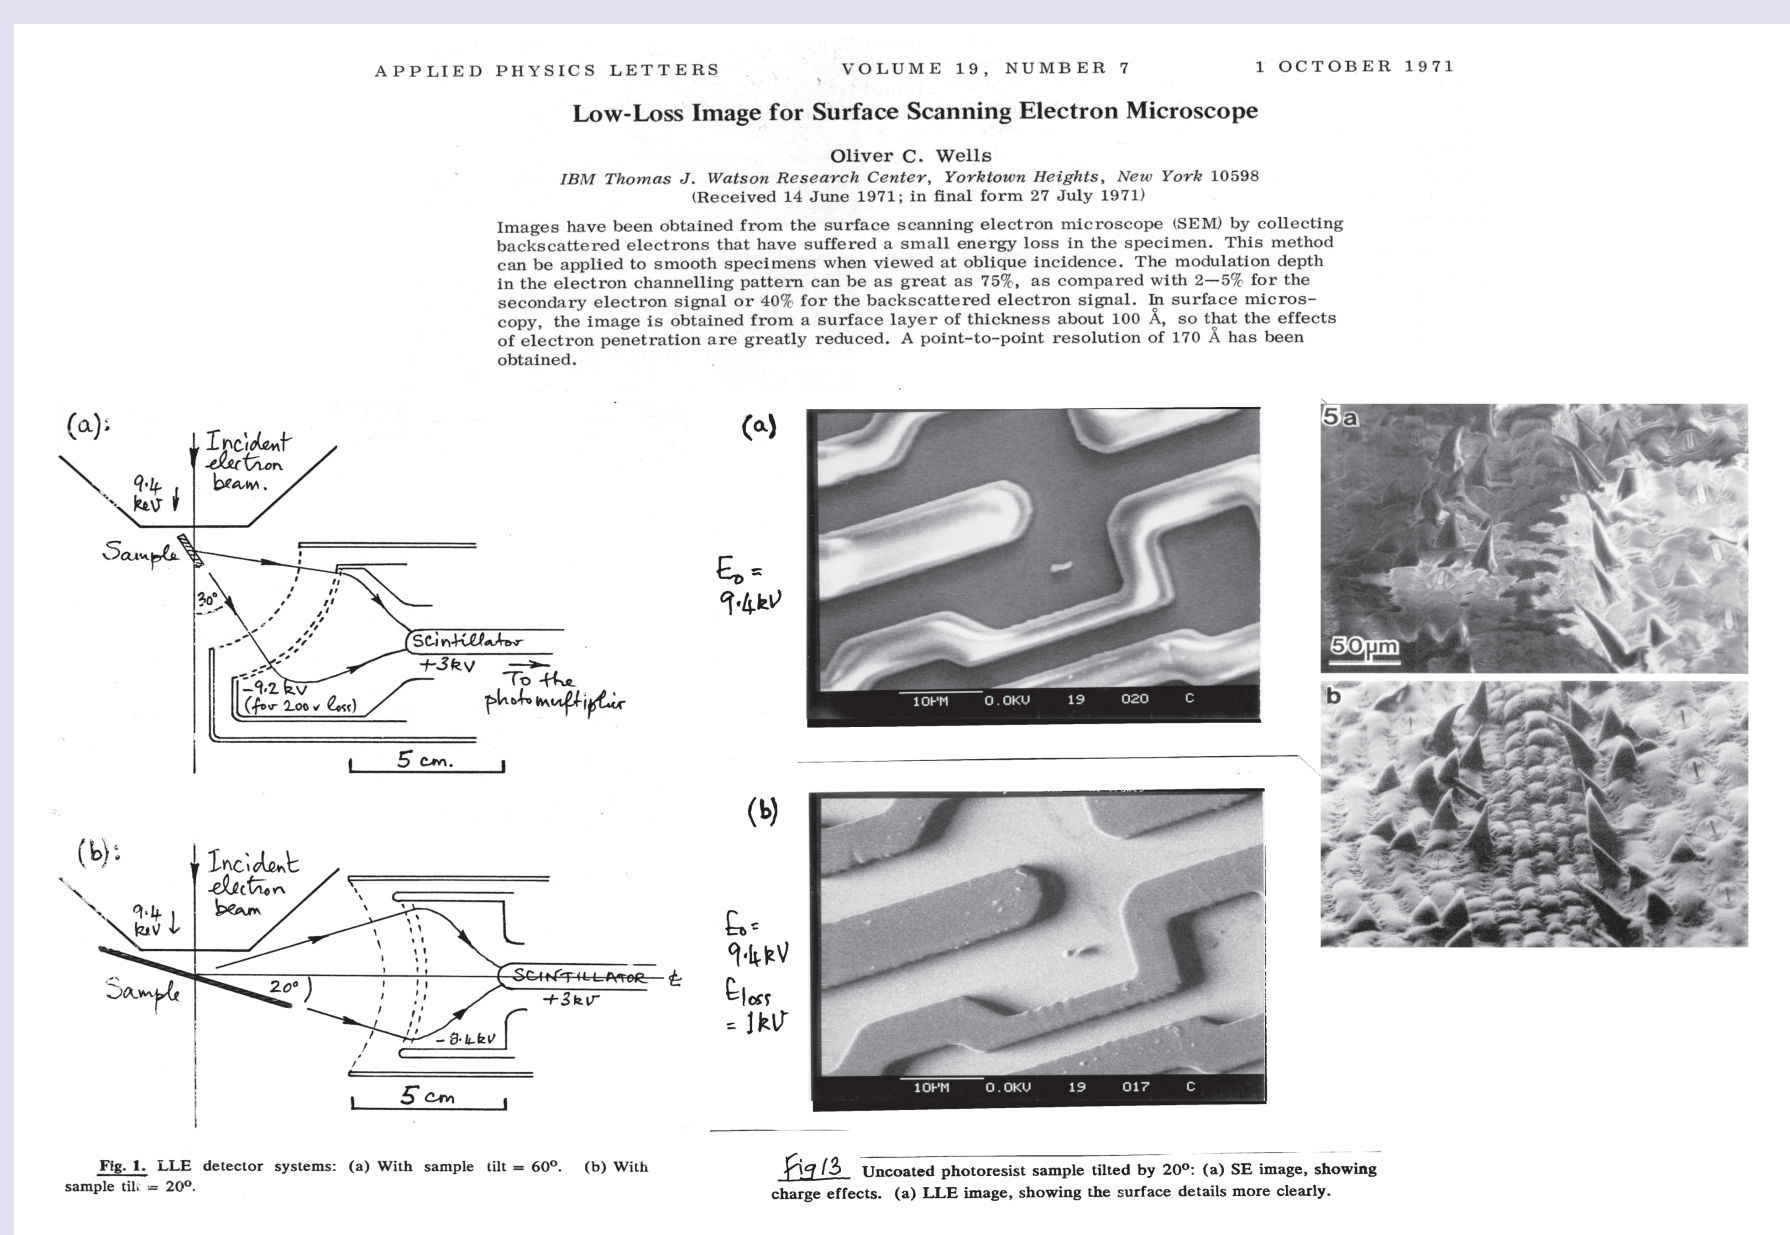 APPLIED PHYSICS LETTERS VOLUME 19, NUMBER 7 1 OCTOBER 1971
Low-Loss Image for Surface Scanning Electron Microscope
Oliver C. Wells
IBM Thomas J. Watson Research Center, Yorktown Heights, New York 10598
(Received 14 June 1971; in final form 27 July 1971)
Images have been obtained from the surface scanning electron microscope (SEM) by collecting
backscattered electrons that have suffered a small energy loss in the specimen. This method
can be applied to smooth specimens when viewed at oblique incidence. The modulation depth
in the electron channelling pattern can be as great as 75%, as compared with 2—5% for the
secondary electron signal or 40% for the backscattered electron signal. In surface micros-
copy, the image is obtained from a surface layer of thickness about 100 Å, so that the effects
of electron penetration are greatly reduced. A point-to-point resolution of 170 Å has been
obtained.
(a):
Incident
electron
beam.
9.4
keV
Sample
30°
Scintillator
+3kV
To the
photomultiplier
-9.2 kV
(for 200 v loss)
5 cm.
(b):
Incident
electron
beam
9.4
keV
Sample
20°
SCINTILLATOR
+3kV
-8.4kV
5 cm
Fig. 1. LLE detector systems: (a) With sample tilt = 60º. (b) With
sample tilt = 20º.
(a)
E₀ =
9.4kV
10µM 0.0KV 19 020 C
(b)
E₀=
9.4kV
Eloss
= 1kV
10µM 0.0KV 19 017 C
Fig 13 Uncoated photoresist sample tilted by 20º: (a) SE image, showing
charge effects. (a) LLE image, showing the surface details more clearly.
5a
50µm
b